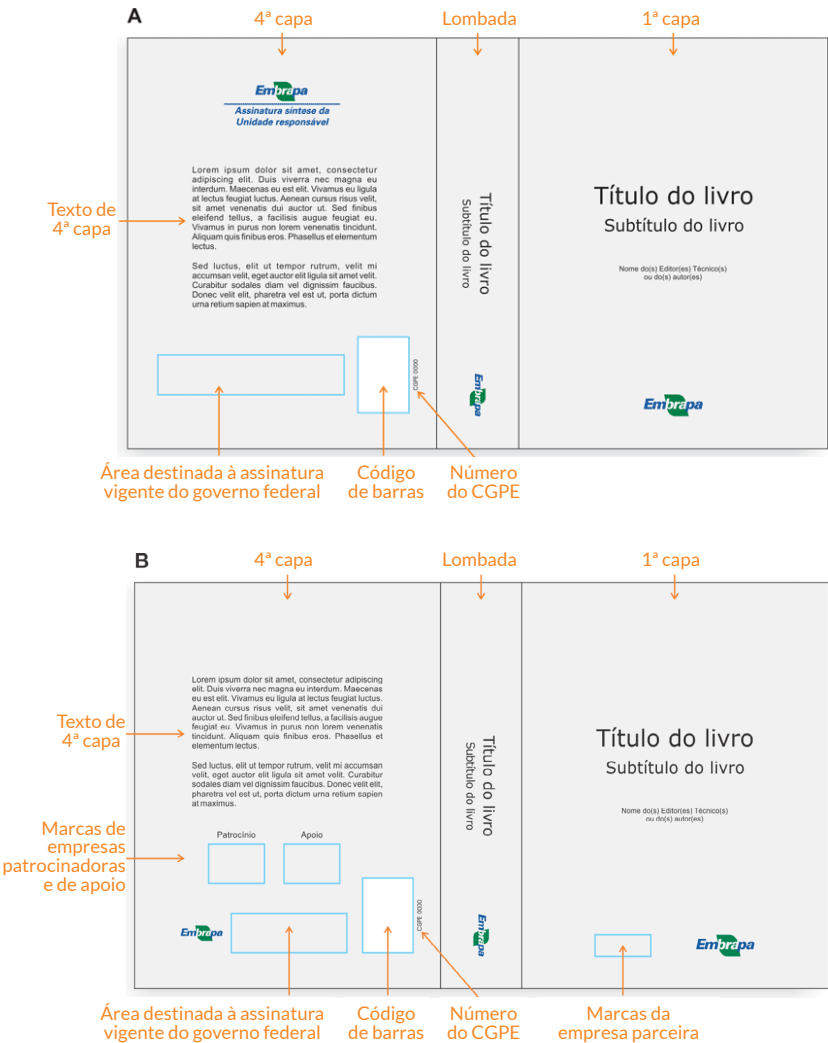 A
4ª capa
Lombada
1ª capa
Embrapa
Assinatura síntese da
Unidade responsável
Texto de
4ª capa
Lorem ipsum dolor sit amet, consectetur
adipiscing elit. Duis viverra nec magna eu
interdum. Maecenas eu est elit. Vivamus eu ligula
at lectus feugiat luctus. Aenean cursus risus velit,
sit amet venenatis dui auctor ut. Sed finibus
eleifend tellus, a facilisis augue feugiat eu.
Vivamus in purus non lorem venenatis tincidunt.
Aliquam quis finibus eros. Phasellus et elementum
lectus.
Sed luctus, elit ut tempor rutrum, velit mi
accumsan velit, eget auctor elit ligula sit amet velit.
Curabitur sodales diam vel dignissim faucibus.
Donec velit elit, pharetra vel est ut, porta dictum
urna retium sapien at maximus.
CGPE 0000
Título do livro
Subtítulo do livro
Embrapa
Título do livro
Subtítulo do livro
Nome do(s) Editor(es) Técnico(s)
ou do(s) autor(es)
Embrapa
Área destinada à assinatura
vigente do governo federal
Código
de barras
Número
do CGPE
B
4ª capa
Lombada
1ª capa
Texto de
4ª capa
Lorem ipsum dolor sit amet, consectetur adipiscing
elit. Duis viverra nec magna eu interdum. Maecenas
eu est elit. Vivamus eu ligula at lectus feugiat luctus.
Aenean cursus risus velit, sit amet venenatis dui
auctor ut. Sed finibus eleifend tellus, a facilisis augue
feugiat eu. Vivamus in purus non lorem venenatis
tincidunt. Aliquam quis finibus eros. Phasellus et
elementum lectus.
Sed luctus, elit ut tempor rutrum, velit mi accumsan
velit, eget auctor elit ligula sit amet velit. Curabitur
sodales diam vel dignissim faucibus. Donec velit elit,
pharetra vel est ut, porta dictum urna retium sapien
at maximus.
Marcas de
empresas
patrocinadoras
e de apoio
Patrocínio
Apoio
Embrapa
CGPE 0000
Título do livro
Subtítulo do livro
Embrapa
Título do livro
Subtítulo do livro
Nome do(s) Editor(es) Técnico(s)
ou do(s) autor(es)
Embrapa
Área destinada à assinatura
vigente do governo federal
Código
de barras
Número
do CGPE
Marcas da
empresa parceira